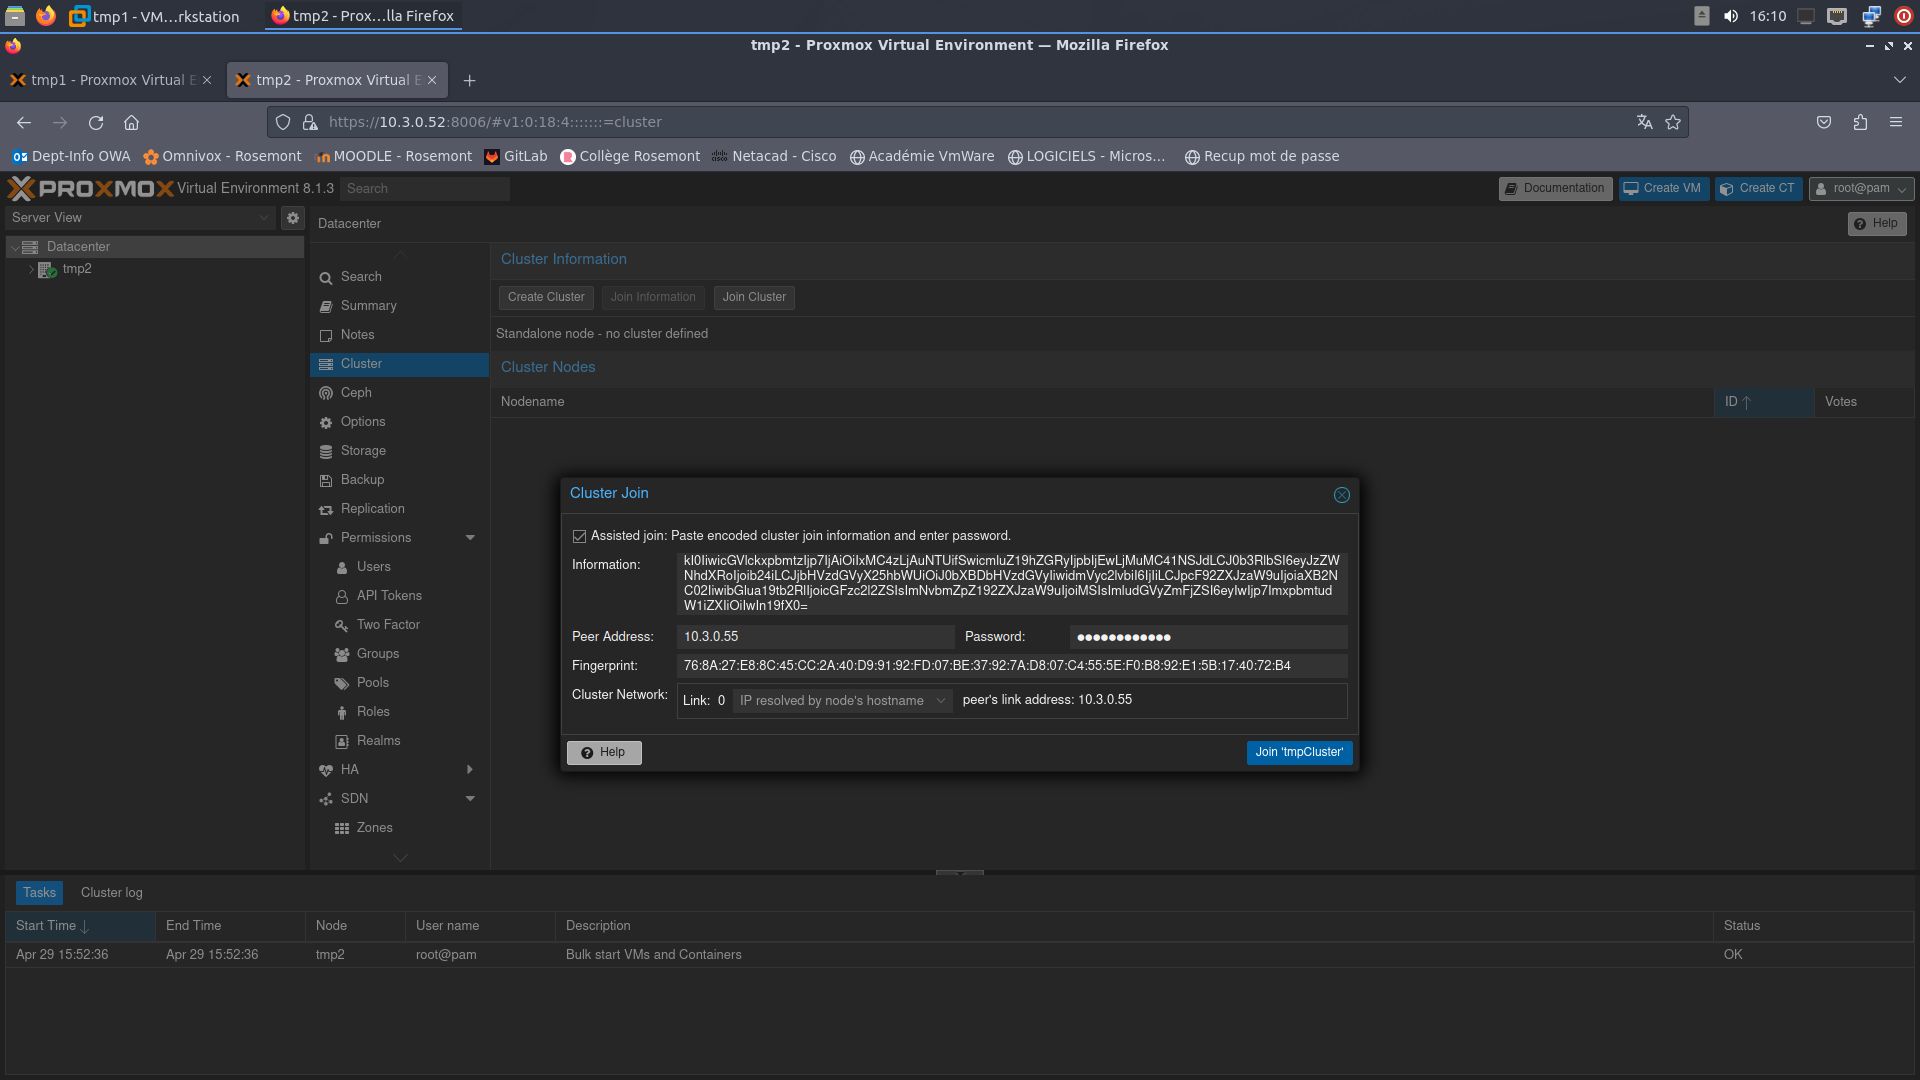 tmp1 - VM...rkstation
tmp2 - Prox...lla Firefox
16:10
tmp2 - Proxmox Virtual Environment — Mozilla Firefox
tmp1 - Proxmox Virtual E
tmp2 - Proxmox Virtual E
https://10.3.0.52:8006/#v1:0:18:4:::::::=cluster
Dept-Info OWA
Omnivox - Rosemont
MOODLE - Rosemont
GitLab
Collège Rosemont
Netacad - Cisco
Académie VmWare
LOGICIELS - Micros...
Recup mot de passe
PROXMOX Virtual Environment 8.1.3
Search
Documentation
Create VM
Create CT
root@pam
Server View
Datacenter
tmp2
Datacenter
Help
Search
Summary
Notes
Cluster
Ceph
Options
Storage
Backup
Replication
Permissions
Users
API Tokens
Two Factor
Groups
Pools
Roles
Realms
HA
SDN
Zones
Cluster Information
Create Cluster
Join Information
Join Cluster
Standalone node - no cluster defined
Cluster Nodes
Nodename
ID
Votes
Cluster Join
Assisted join: Paste encoded cluster join information and enter password.
Information:
Peer Address: 10.3.0.55
Password: ●●●●●●●●●●●●
Fingerprint: 76:8A:27:E8:8C:45:CC:2A:40:D9:91:92:FD:07:BE:37:92:7A:D8:07:C4:55:5E:F0:B8:92:E1:5B:17:40:72:B4
Cluster Network: Link: 0 IP resolved by node's hostname peer's link address: 10.3.0.55
Help
Join 'tmpCluster'
Tasks
Cluster log
Start Time
End Time
Node
User name
Description
Status
Apr 29 15:52:36
Apr 29 15:52:36
tmp2
root@pam
Bulk start VMs and Containers
OK